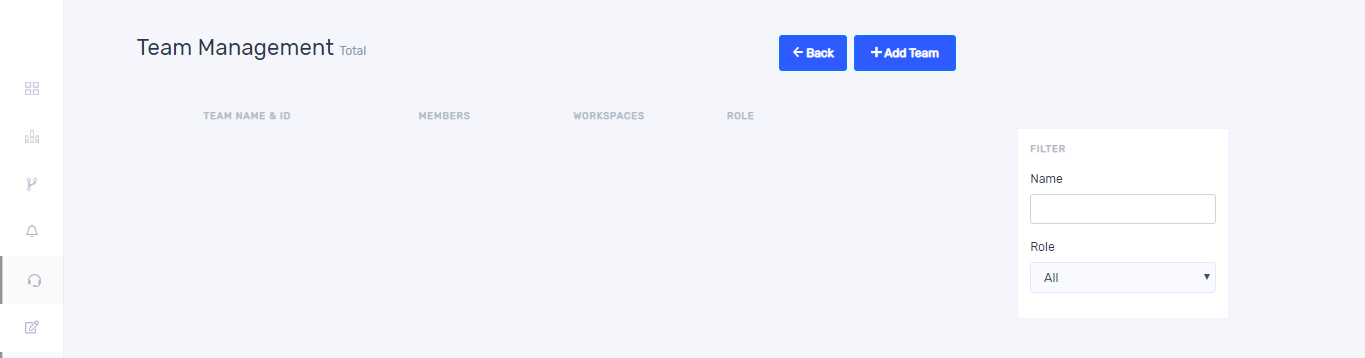 Team Management Total
Back
Add Team
TEAM NAME & ID MEMBERS WORKSPACES ROLE
FILTER
Name
Role
All